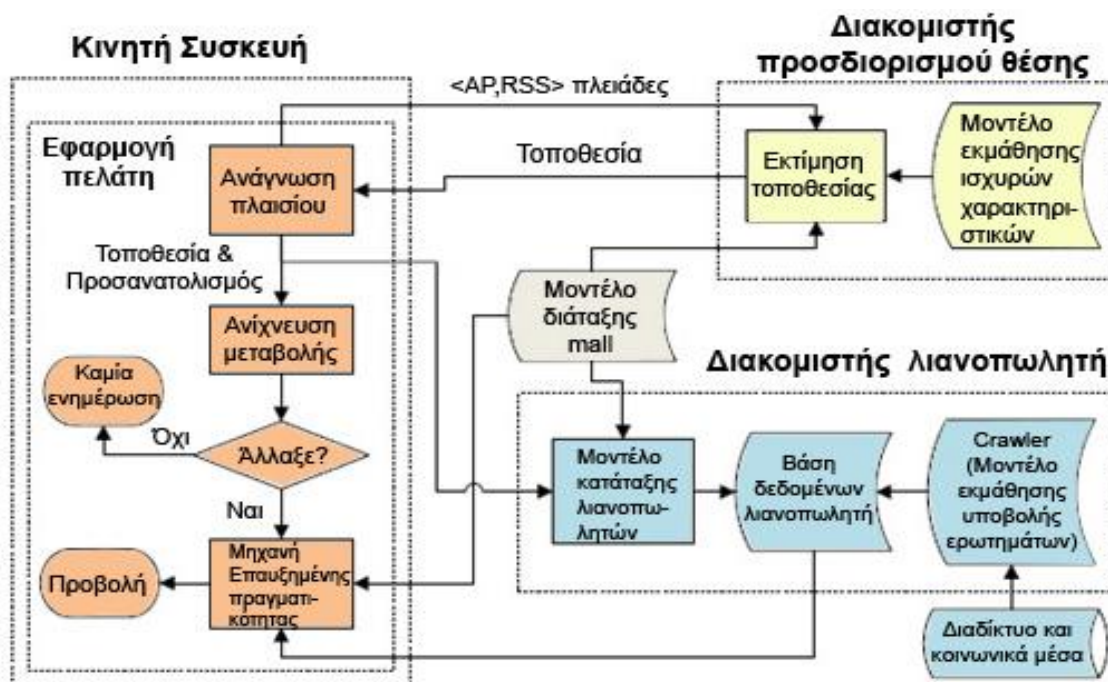 Κινητή Συσκευή
Διακομιστής
προσδιορισμού θέσης
<AP,RSS> πλειάδες
Εφαρμογή
πελάτη
Ανάγνωση
πλαισίου
Τοποθεσία
Εκτίμηση
τοποθεσίας
Μοντέλο
εκμάθησης
ισχυρών
χαρακτηρι-
στικών
Τοποθεσία &
Προσανατολισμός
Ανίχνευση
μεταβολής
Μοντέλο
διάταξης
mall
Διακομιστής λιανοπωλητή
Καμία
ενημέρωση
Όχι
Άλλαξε?
Ναι
Μοντέλο
κατάταξης
λιανοπω-
λητών
Βάση
δεδομένων
λιανοπωλητή
Crawler
(Μοντέλο
εκμάθησης
υποβολής
ερωτημάτων)
Προβολή
Μηχανή
Επαυξημένης
πραγματι-
κότητας
Διαδίκτυο και
κοινωνικά μέσα